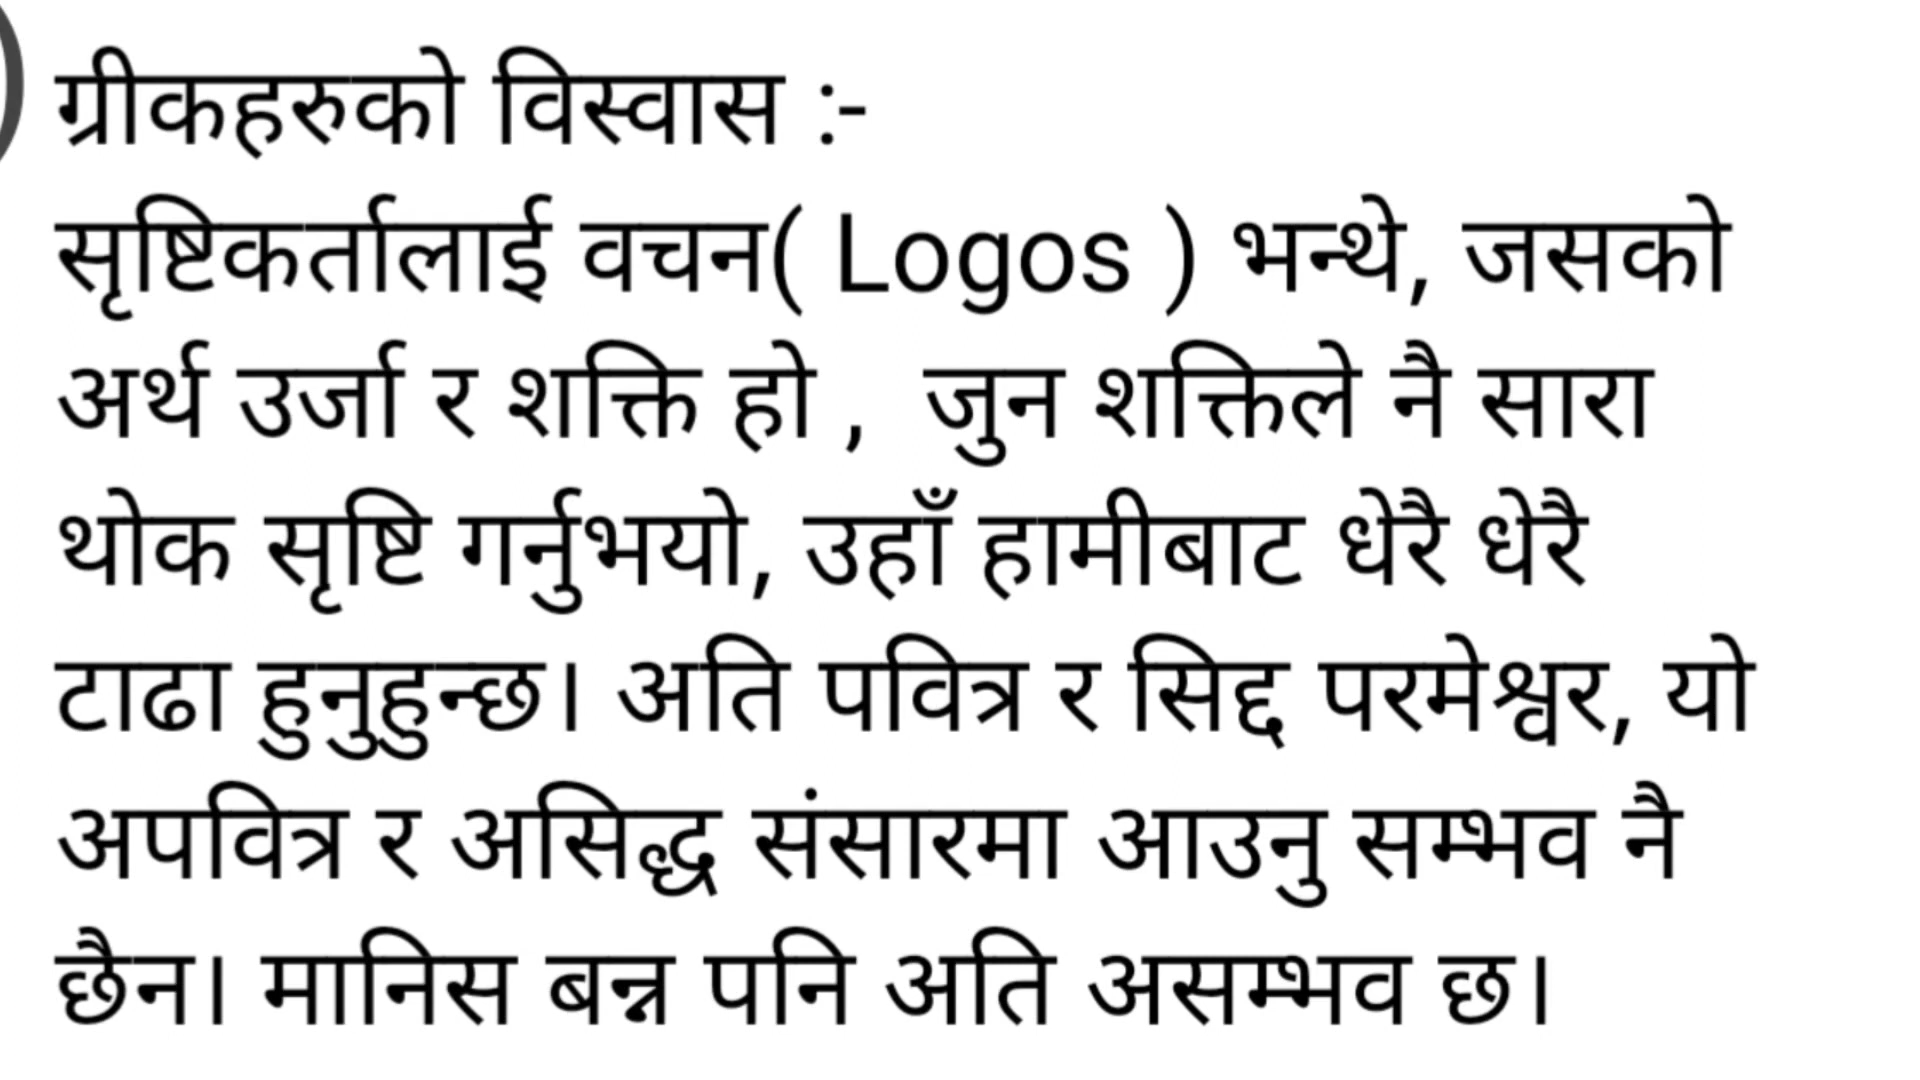 ) ग्रीकहरुको विस्वास :-
सृष्टिकर्तालाई वचन( Logos ) भन्थे, जसको
अर्थ उर्जा र शक्ति हो ,  जुन शक्तिले नै सारा
थोक सृष्टि गर्नुभयो, उहाँ हामीबाट धेरै धेरै
टाढा हुनुहुन्छ। अति पवित्र र सिद्द परमेश्वर, यो
अपवित्र र असिद्ध संसारमा आउनु सम्भव नै
छैन। मानिस बन्न पनि अति असम्भव छ।